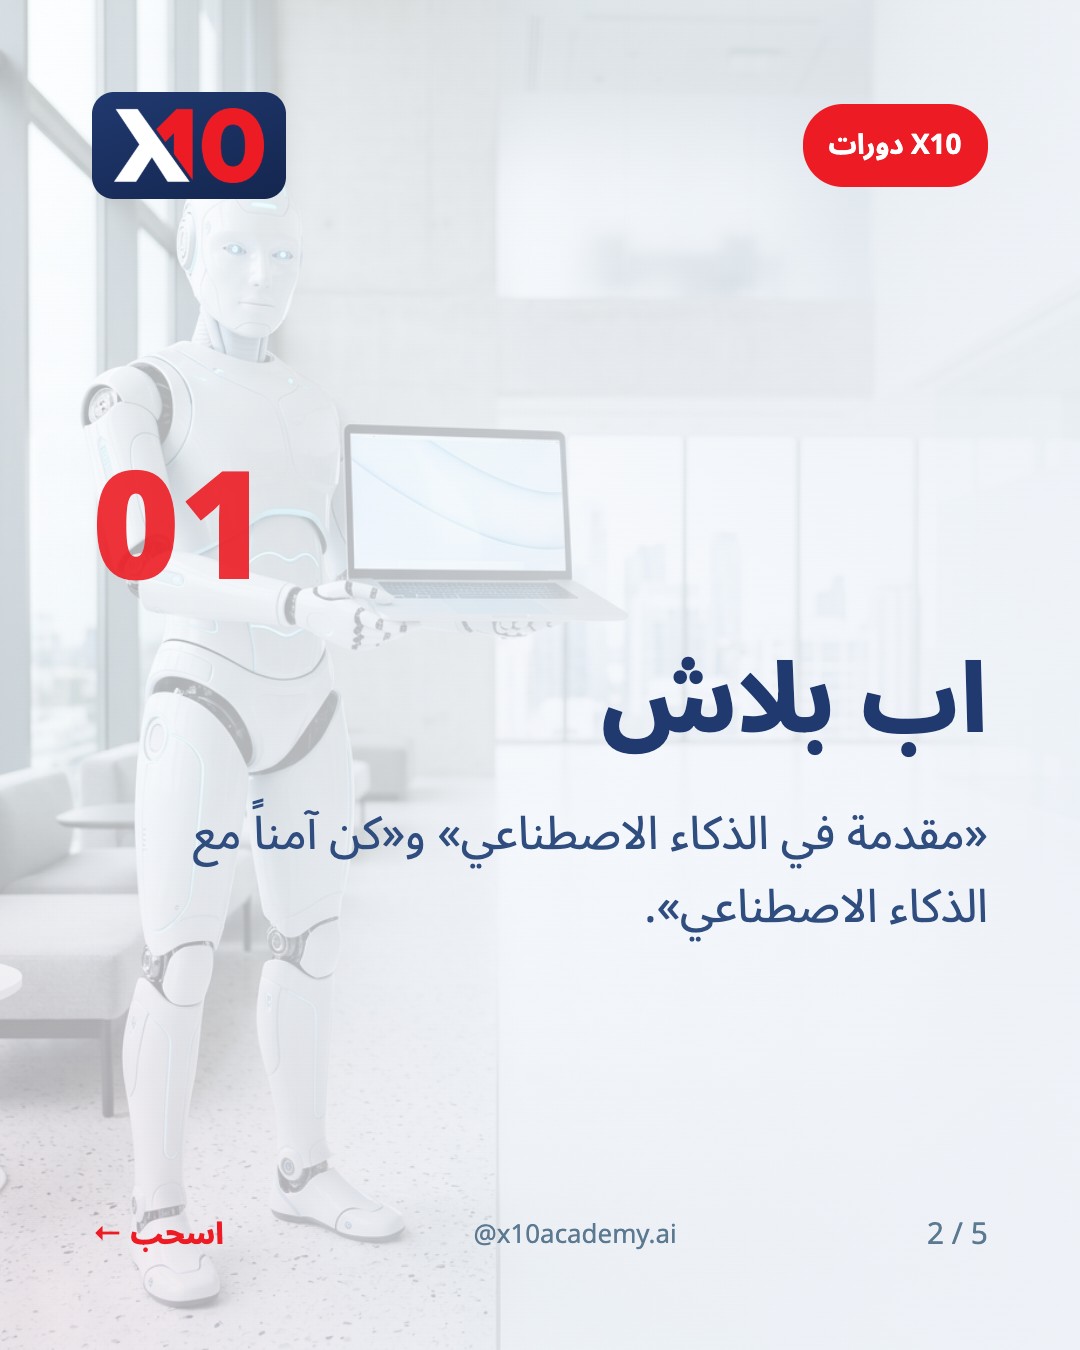 X10
دورات X10
01
اب بلاش
«مقدمة في الذكاء الاصطناعي» و«كن آمناً مع
الذكاء الاصطناعي».
اسحب ←
@x10academy.ai
2 / 5